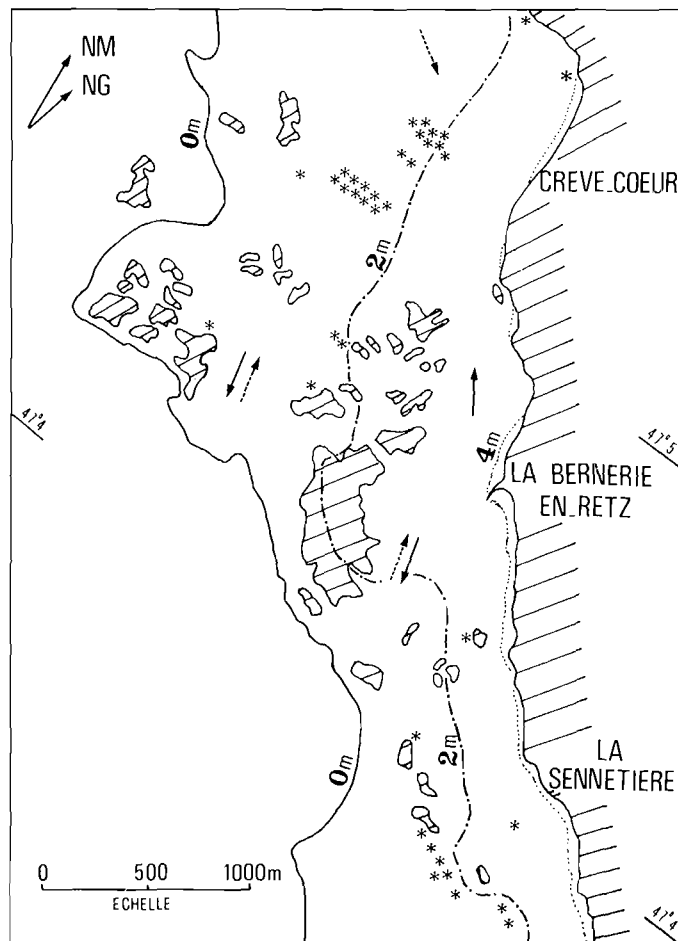 NM
NG
0m
CREVE_COEUR
2m
47°4
47°5
4m
LA BERNERIE
EN_RETZ
LA
SENNETIERE
2m
0m
0 500 1000m
ECHELLE
47°4